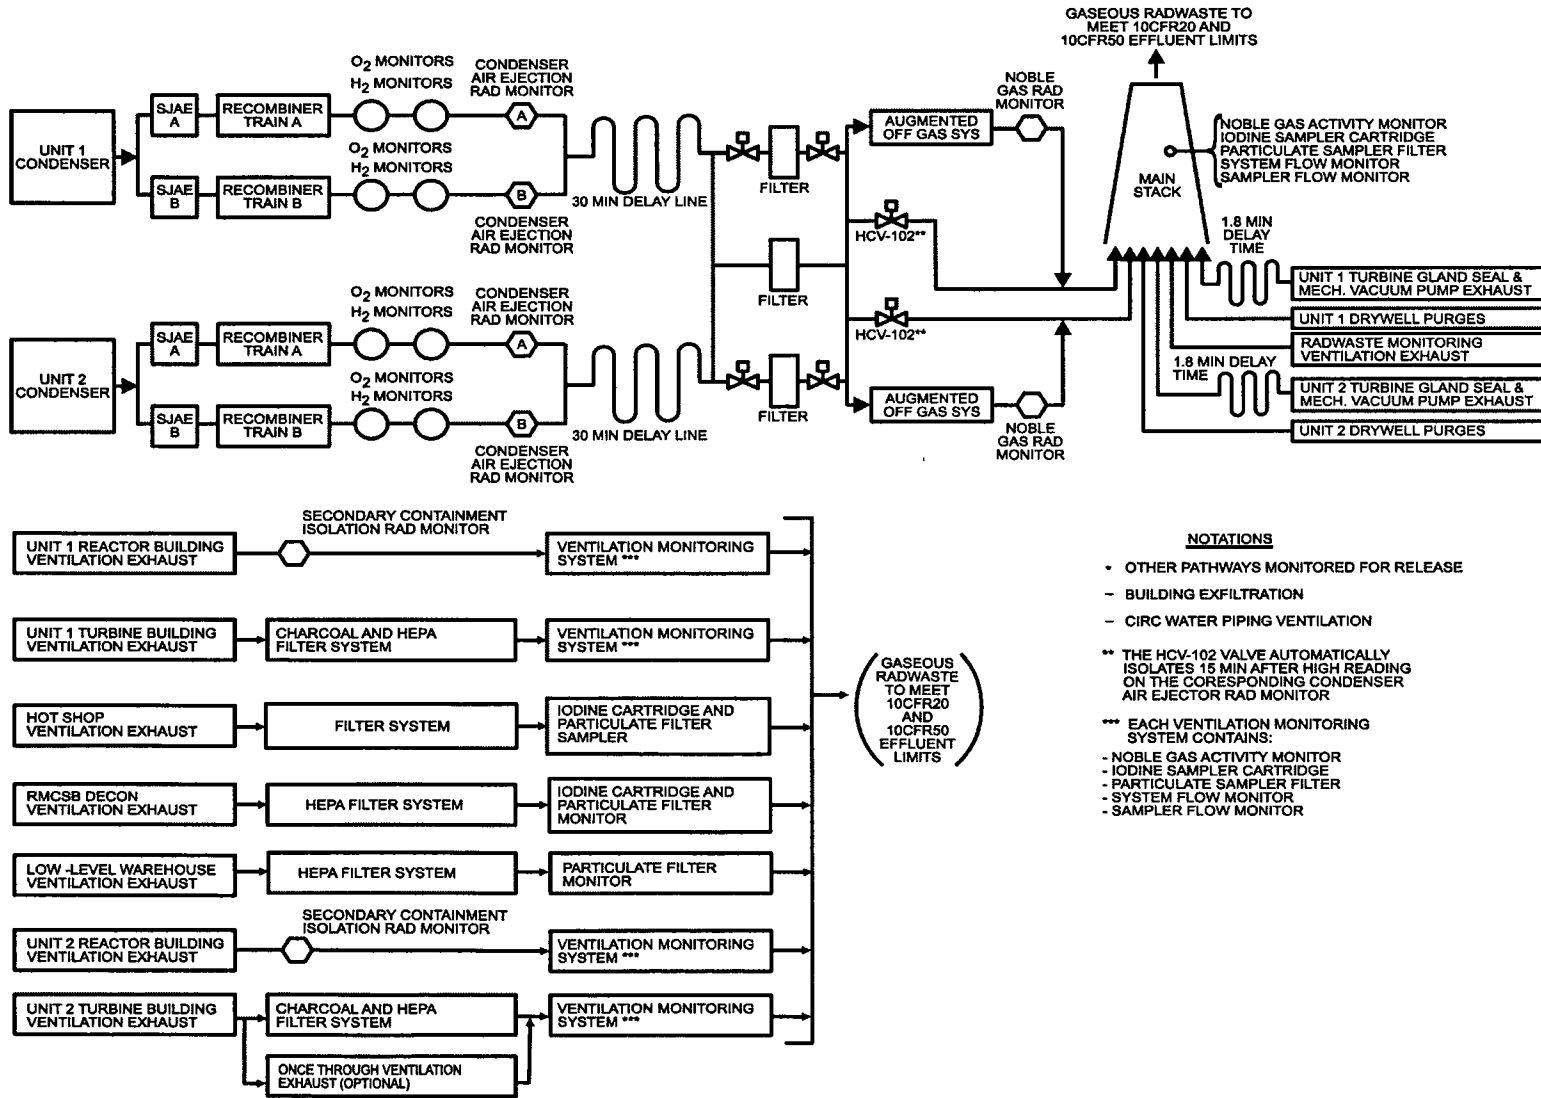 GASEOUS RADWASTE TO
MEET 10CFR20 AND
10CFR50 EFFLUENT LIMITS
UNIT 1
CONDENSER
SJAE
A
RECOMBINER
TRAIN A
O2 MONITORS
H2 MONITORS
CONDENSER
AIR EJECTION
RAD MONITOR
A
SJAE
B
RECOMBINER
TRAIN B
O2 MONITORS
H2 MONITORS
B
CONDENSER
AIR EJECTION
RAD MONITOR
30 MIN DELAY LINE
FILTER
AUGMENTED
OFF GAS SYS
NOBLE
GAS RAD
MONITOR
HCV-102**
FILTER
HCV-102**
MAIN
STACK
NOBLE GAS ACTIVITY MONITOR
IODINE SAMPLER CARTRIDGE
PARTICULATE SAMPLER FILTER
SYSTEM FLOW MONITOR
SAMPLER FLOW MONITOR
1.8 MIN
DELAY
TIME
UNIT 1 TURBINE GLAND SEAL &
MECH. VACUUM PUMP EXHAUST
UNIT 1 DRYWELL PURGES
RADWASTE MONITORING
VENTILATION EXHAUST
1.8 MIN DELAY
TIME
UNIT 2 TURBINE GLAND SEAL &
MECH. VACUUM PUMP EXHAUST
UNIT 2 DRYWELL PURGES
UNIT 2
CONDENSER
SJAE
A
RECOMBINER
TRAIN A
O2 MONITORS
H2 MONITORS
CONDENSER
AIR EJECTION
RAD MONITOR
A
SJAE
B
RECOMBINER
TRAIN B
O2 MONITORS
H2 MONITORS
B
CONDENSER
AIR EJECTION
RAD MONITOR
30 MIN DELAY LINE
FILTER
AUGMENTED
OFF GAS SYS
NOBLE
GAS RAD
MONITOR
UNIT 1 REACTOR BUILDING
VENTILATION EXHAUST
SECONDARY CONTAINMENT
ISOLATION RAD MONITOR
VENTILATION MONITORING
SYSTEM ***
UNIT 1 TURBINE BUILDING
VENTILATION EXHAUST
CHARCOAL AND HEPA
FILTER SYSTEM
VENTILATION MONITORING
SYSTEM ***
HOT SHOP
VENTILATION EXHAUST
FILTER SYSTEM
IODINE CARTRIDGE AND
PARTICULATE FILTER
SAMPLER
RMCSB DECON
VENTILATION EXHAUST
HEPA FILTER SYSTEM
IODINE CARTRIDGE AND
PARTICULATE FILTER
MONITOR
LOW -LEVEL WAREHOUSE
VENTILATION EXHAUST
HEPA FILTER SYSTEM
PARTICULATE FILTER
MONITOR
UNIT 2 REACTOR BUILDING
VENTILATION EXHAUST
SECONDARY CONTAINMENT
ISOLATION RAD MONITOR
VENTILATION MONITORING
SYSTEM ***
UNIT 2 TURBINE BUILDING
VENTILATION EXHAUST
CHARCOAL AND HEPA
FILTER SYSTEM
VENTILATION MONITORING
SYSTEM ***
ONCE THROUGH VENTILATION
EXHAUST (OPTIONAL)
GASEOUS
RADWASTE
TO MEET
10CFR20
AND
10CFR50
EFFLUENT
LIMITS
NOTATIONS
• OTHER PATHWAYS MONITORED FOR RELEASE
– BUILDING EXFILTRATION
– CIRC WATER PIPING VENTILATION
** THE HCV-102 VALVE AUTOMATICALLY
ISOLATES 15 MIN AFTER HIGH READING
ON THE CORESPONDING CONDENSER
AIR EJECTOR RAD MONITOR
*** EACH VENTILATION MONITORING
SYSTEM CONTAINS:
- NOBLE GAS ACTIVITY MONITOR
- IODINE SAMPLER CARTRIDGE
- PARTICULATE SAMPLER FILTER
- SYSTEM FLOW MONITOR
- SAMPLER FLOW MONITOR